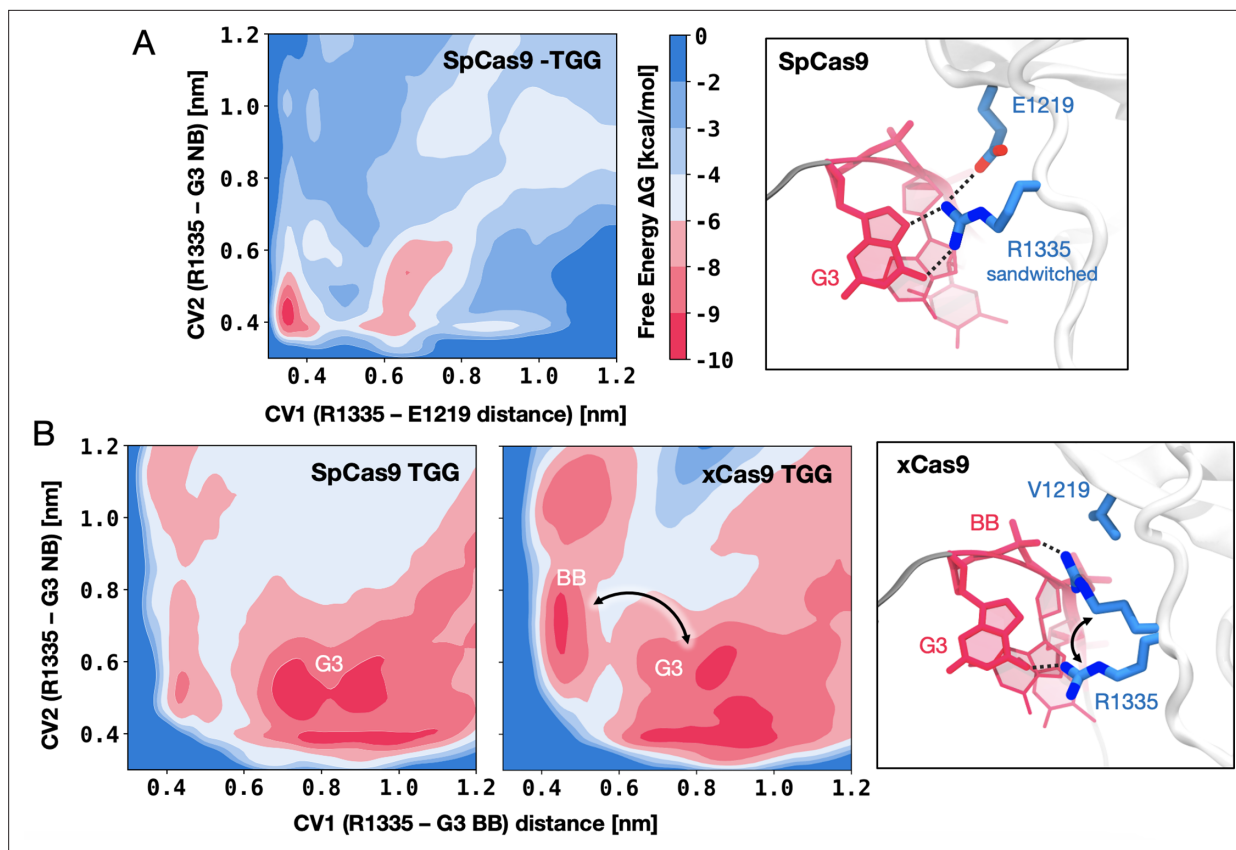 A
SpCas9 -TGG
CV2 (R1335 – G3 NB) [nm]
1.2
1.0
0.8
0.6
0.4
0.4 0.6 0.8 1.0 1.2
CV1 (R1335 – E1219 distance) [nm]
Free Energy ΔG [kcal/mol]
0
-2
-3
-4
-6
-8
-9
-10
SpCas9
E1219
R1335
sandwitched
G3
B
SpCas9 TGG
CV2 (R1335 – G3 NB) [nm]
1.2
1.0
0.8
0.6
0.4
G3
0.4 0.6 0.8 1.0 1.2
xCas9 TGG
BB
G3
0.4 0.6 0.8 1.0 1.2
CV1 (R1335 – G3 BB) distance [nm]
xCas9
V1219
BB
G3
R1335